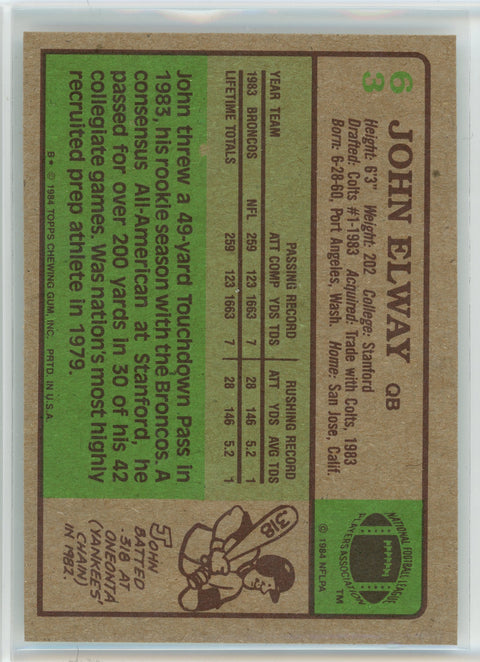 63
JOHN ELWAY QB
Height: 6'3" Weight: 202 College: Stanford
Drafted: Colts #1-1983 Acquired: Trade with Colts, 1983
Born: 6-28-60, Port Angeles, Wash. Home: San Jose, Calif.
NATIONAL FOOTBALL LEAGUE
PLAYERS ASSOCIATION
TM
© 1984 NFLPA
PASSING RECORD RUSHING RECORD
YEAR TEAM ATT COMP YDS TDS ATT YDS AVG TDS
1983 BRONCOS NFL 259 123 1663 7 28 146 5.2 1
LIFETIME TOTALS 259 123 1663 7 28 146 5.2 1
John threw a 49-yard Touchdown Pass in
1983, his rookie season with the Broncos. A
consensus All-American at Stanford, he
passed for over 200 yards in 30 of his 42
collegiate games. Was nation's most highly
recruited prep athlete in 1979.
B* © 1984 TOPPS CHEWING GUM, INC. PRTD. IN U.S.A.
318
JOHN
BATTED
.318 AT
ONEONTA
(YANKEES'
CHAIN)
IN 1982.